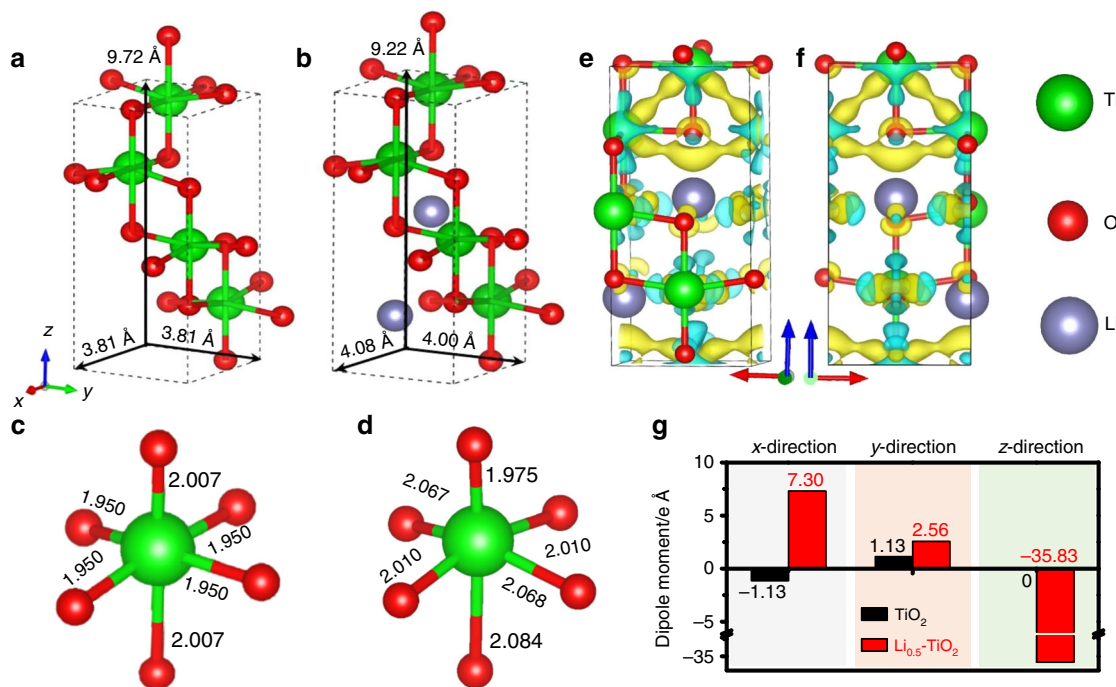 a
9.72 Å
3.81 Å
3.81 Å
z
x
y
b
9.22 Å
4.08 Å
4.00 Å
e
f
T
O
L
c
2.007
1.950
1.950
1.950
1.950
2.007
d
1.975
2.067
2.010
2.010
2.068
2.084
g
x-direction
y-direction
z-direction
Dipole moment/e Å
10
5
0
−5
−35
−1.13
7.30
1.13
2.56
0
−35.83
TiO₂
Li₀.₅-TiO₂